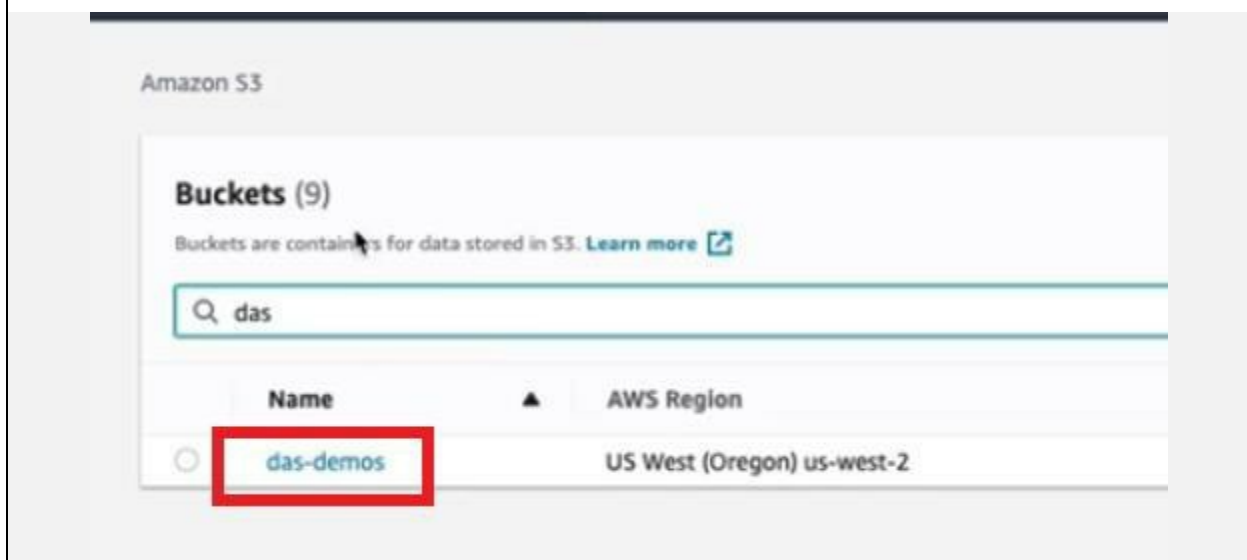 Amazon S3
Buckets (9)
Buckets are containers for data stored in S3. Learn more
das
Name AWS Region
das-demos US West (Oregon) us-west-2